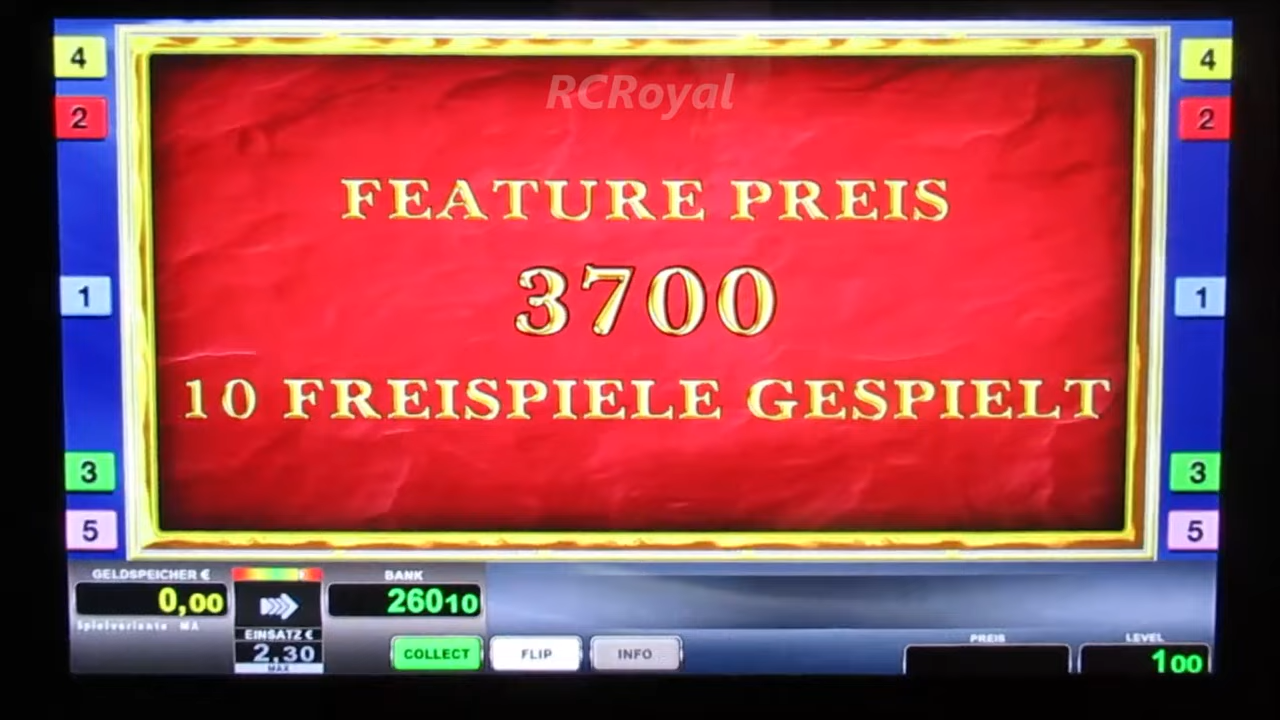 RCRoyal
4
4
2
2
FEATURE PREIS
3700
1
1
10 FREISPIELE GESPIELT
3
3
5
5
GELDSPEICHER €
BANK
0,00
26010
Spielvariante MA
EINSATZ €
2,30
MAX
COLLECT
FLIP
INFO
PREIS
LEVEL
100